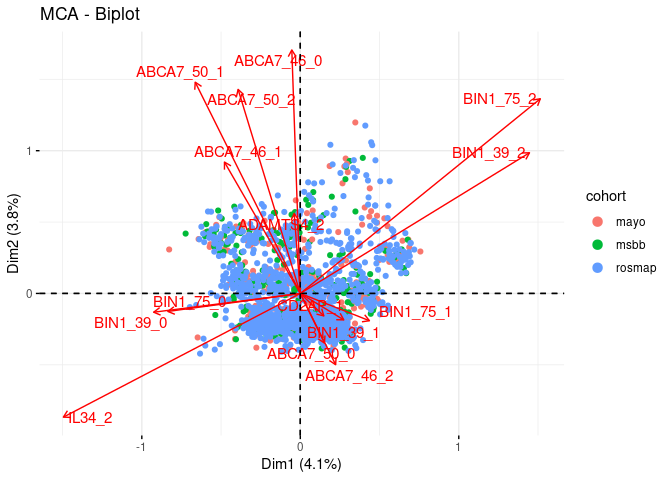 MCA - Biplot
ABCA7_46_0
ABCA7_50_1
ABCA7_50_2
BIN1_75_2
ABCA7_46_1
BIN1_39_2
ADAMTS4_2
BIN1_75_0
BIN1_75_1
BIN1_39_0
BIN1_39_1
ABCA7_50_0
ABCA7_46_2
IL34_2
1
0
-1
0
1
Dim1 (4.1%)
Dim2 (3.8%)
cohort
mayo
msbb
rosmap